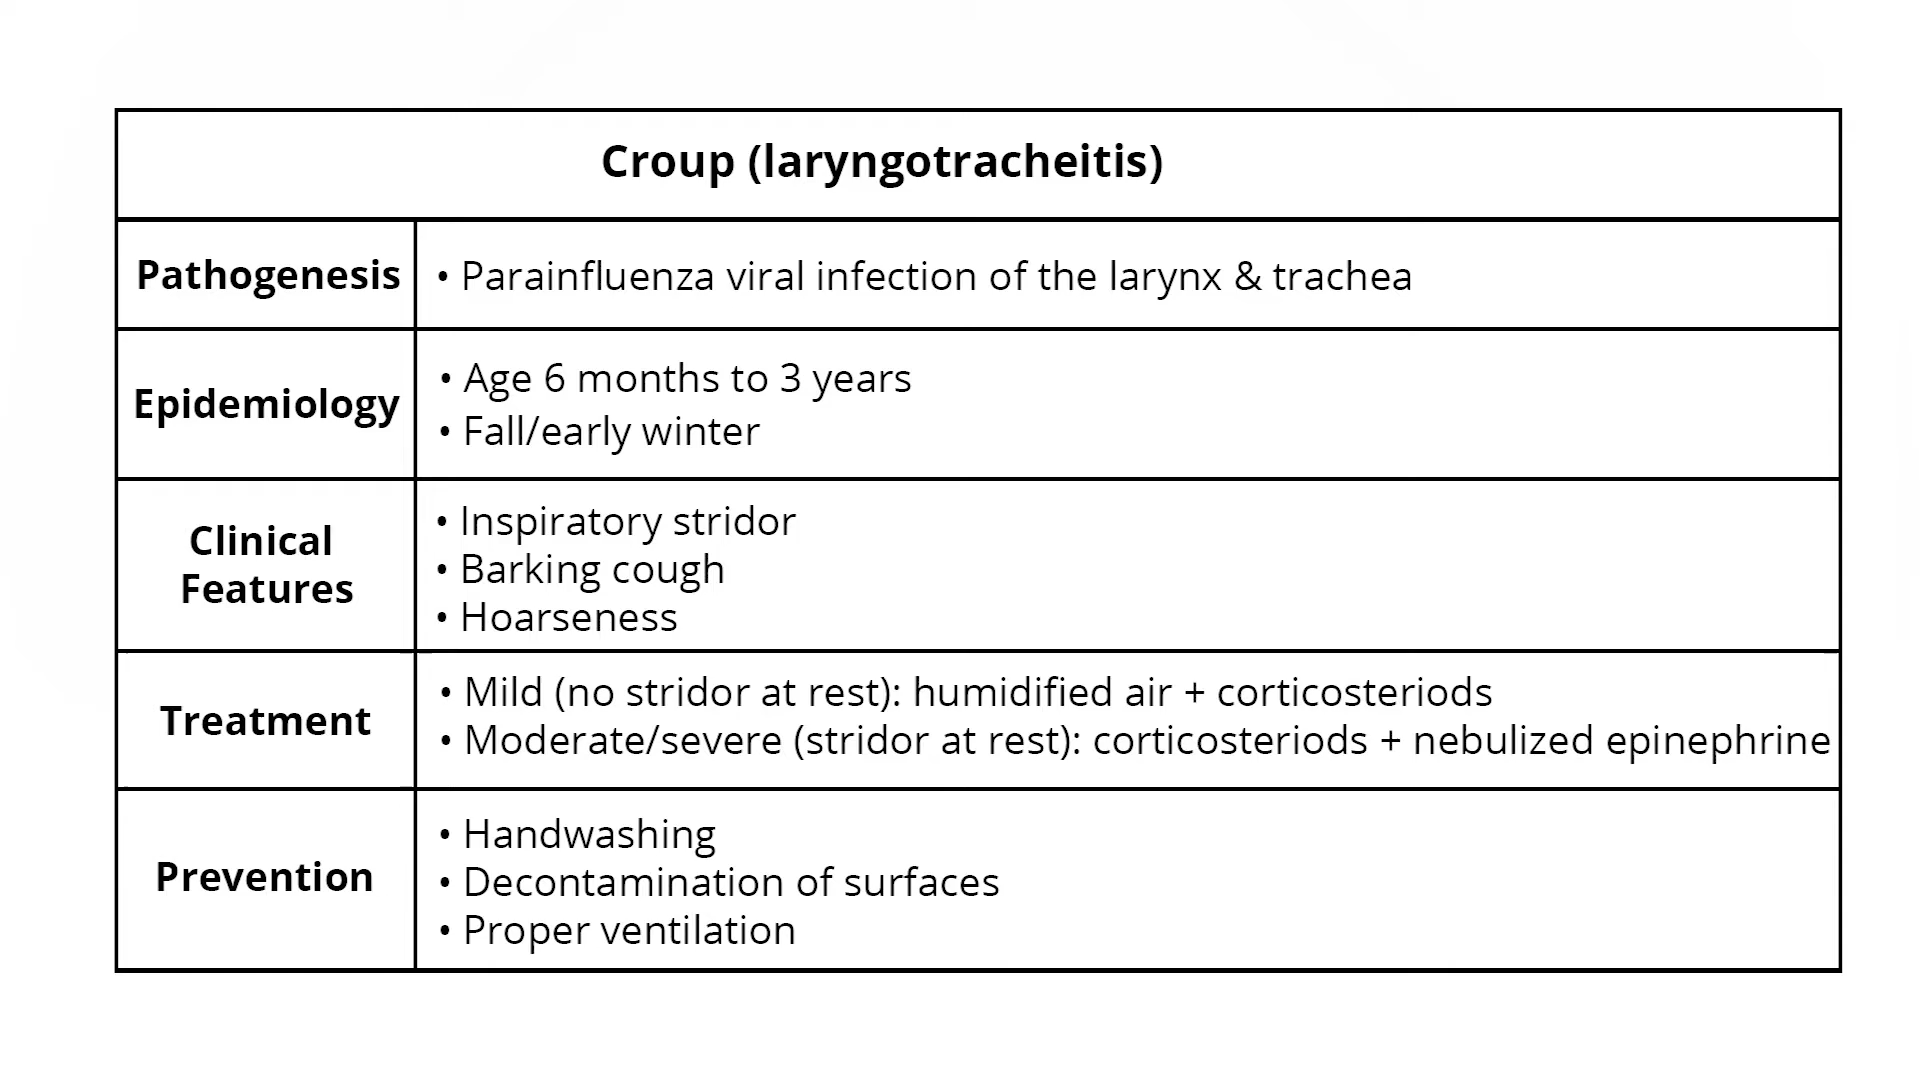 Croup (laryngotracheitis)
Pathogenesis
• Parainfluenza viral infection of the larynx & trachea
Epidemiology
• Age 6 months to 3 years
• Fall/early winter
Clinical
Features
• Inspiratory stridor
• Barking cough
• Hoarseness
Treatment
• Mild (no stridor at rest): humidified air + corticosteriods
• Moderate/severe (stridor at rest): corticosteriods + nebulized epinephrine
Prevention
• Handwashing
• Decontamination of surfaces
• Proper ventilation